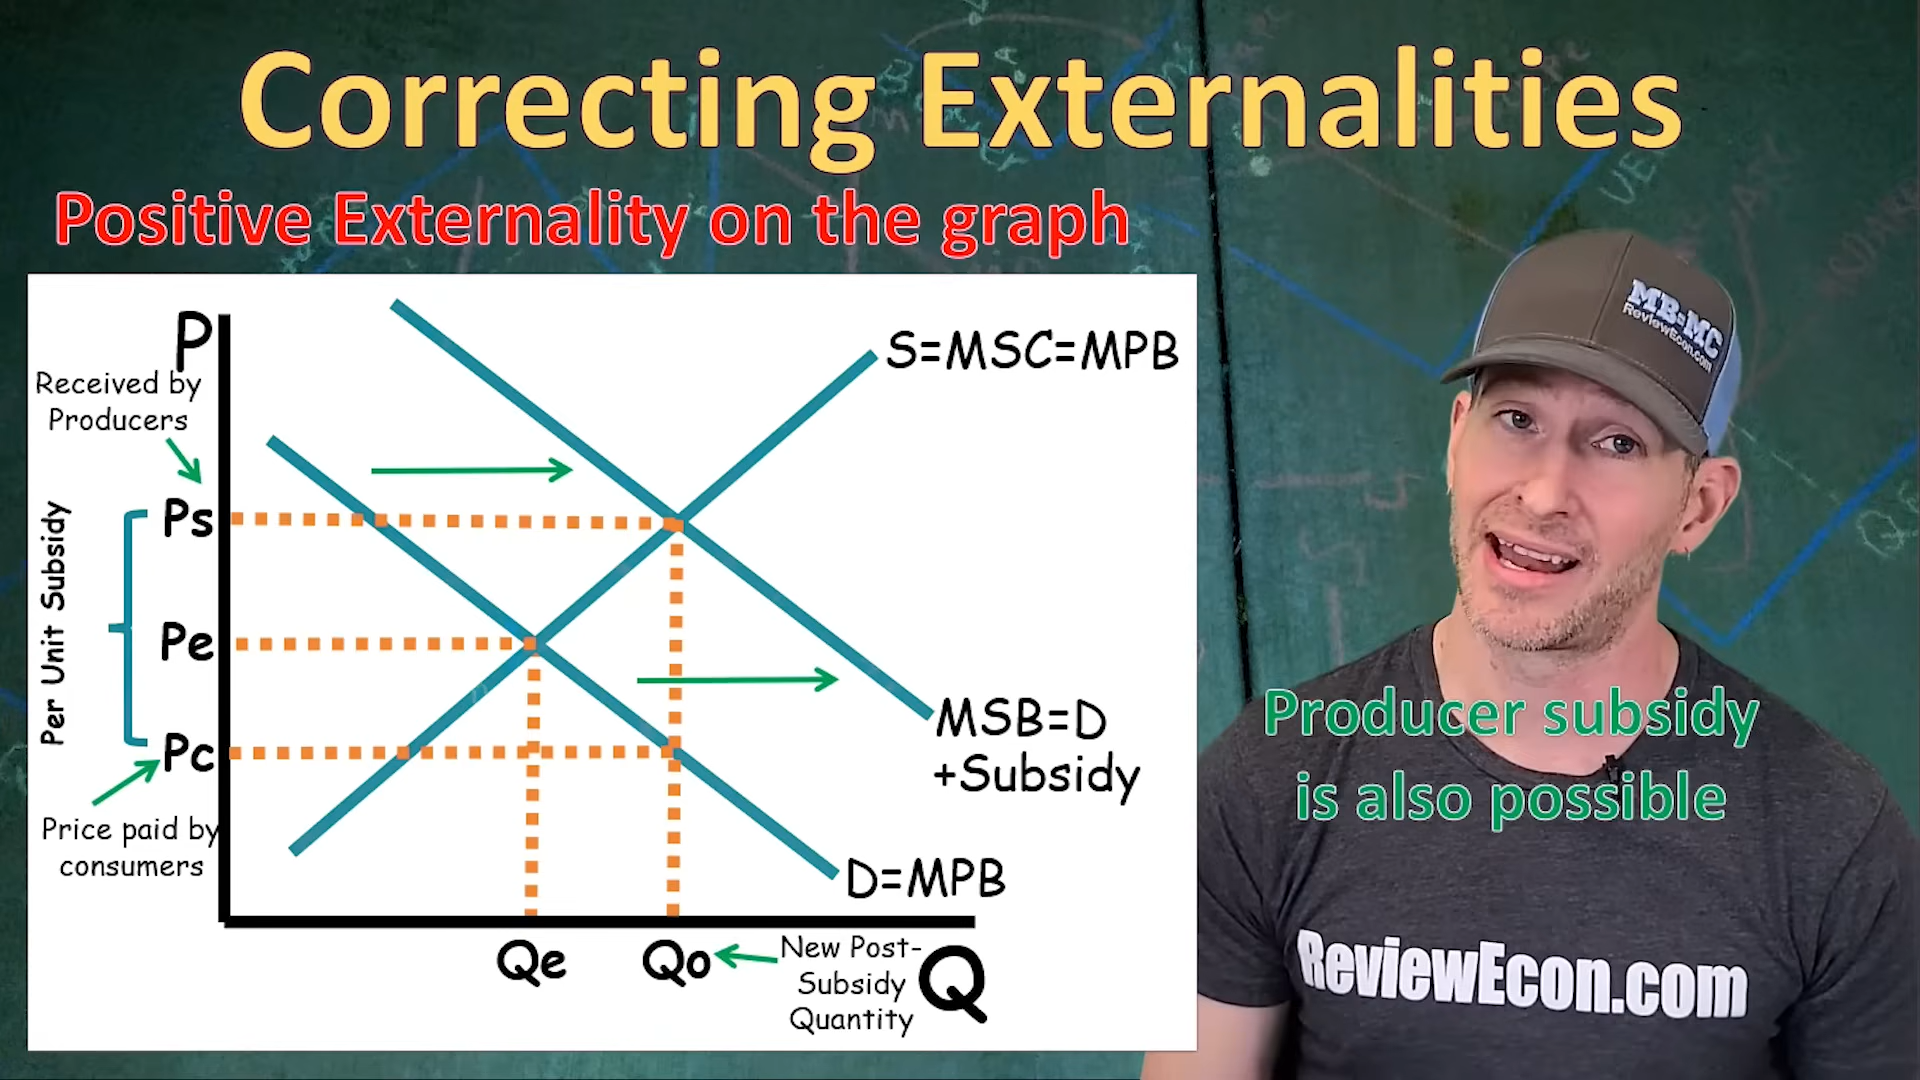 Correcting Externalities
Positive Externality on the graph
P
Received by
Producers
Per Unit Subsidy
Ps
Pe
Pc
Price paid by
consumers
S=MSC=MPB
MSB=D
+Subsidy
D=MPB
Qe
Qo
New Post-
Subsidy
Quantity
Q
MB=MC
ReviewEcon.com
Producer subsidy
is also possible
ReviewEcon.com